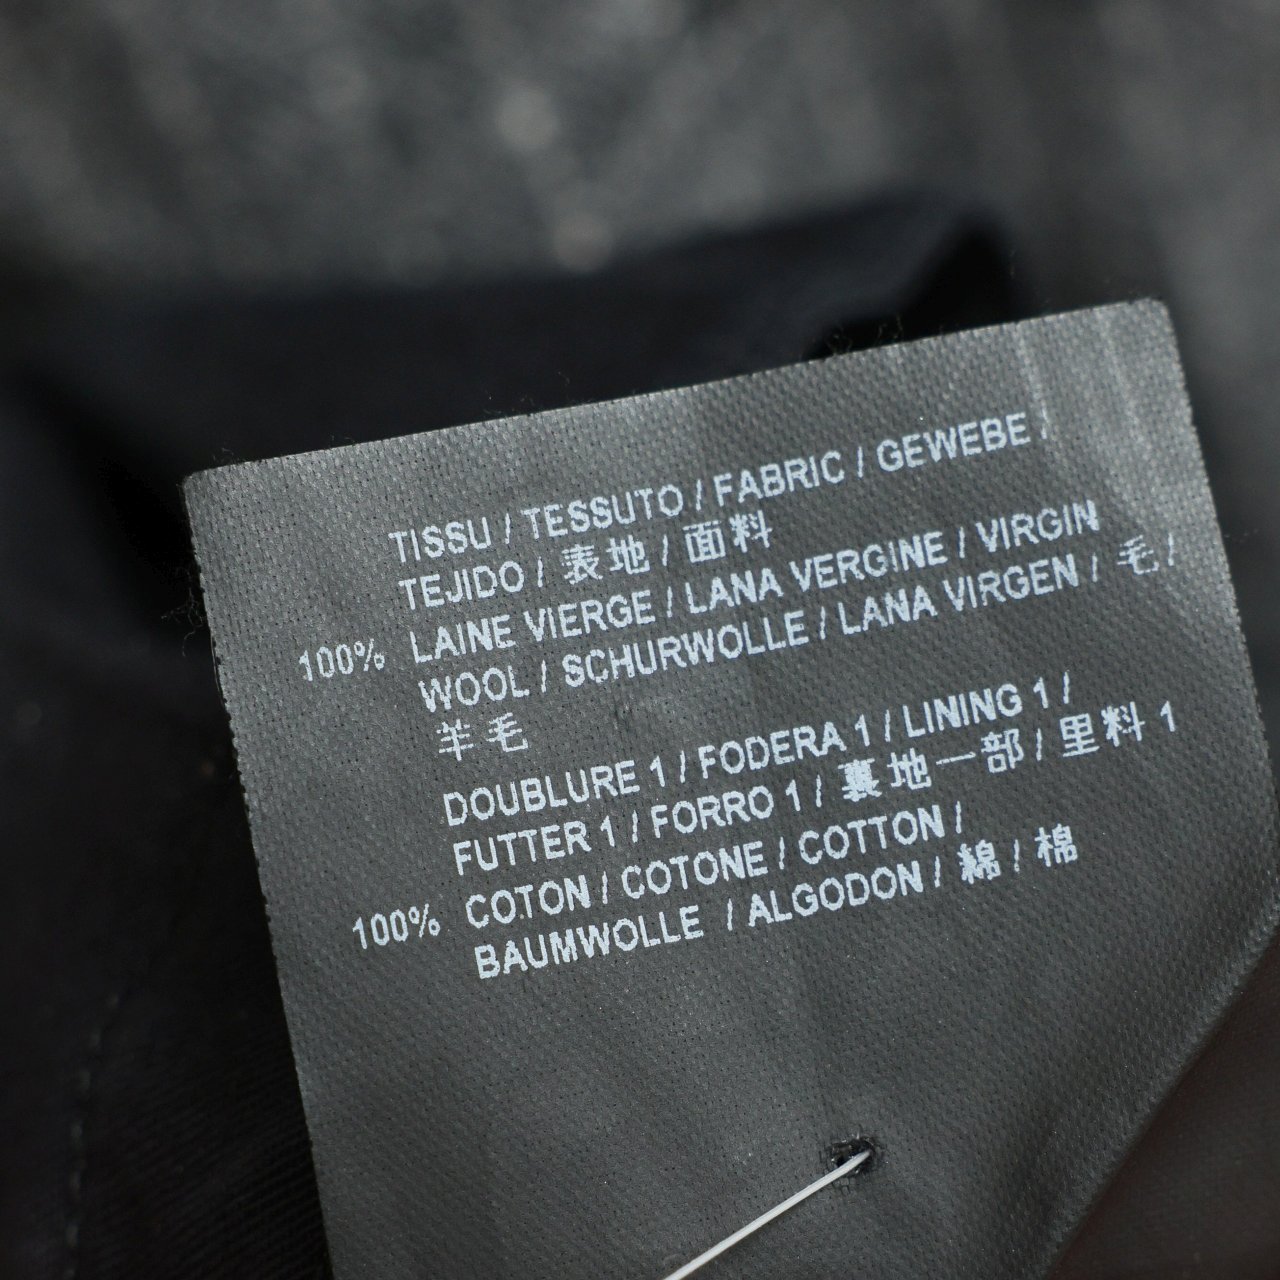 TISSU / TESSUTO / FABRIC / GEWEBE /
TEJIDO / 表地 / 面料
100% LAINE VIERGE / LANA VERGINE / VIRGIN
WOOL / SCHURWOLLE / LANA VIRGEN / 毛 /
羊毛
DOUBLURE 1 / FODERA 1 / LINING 1 /
FUTTER 1 / FORRO 1 / 裏地一部 / 里料 1
100% COTON / COTONE / COTTON /
BAUMWOLLE / ALGODON / 綿 / 棉